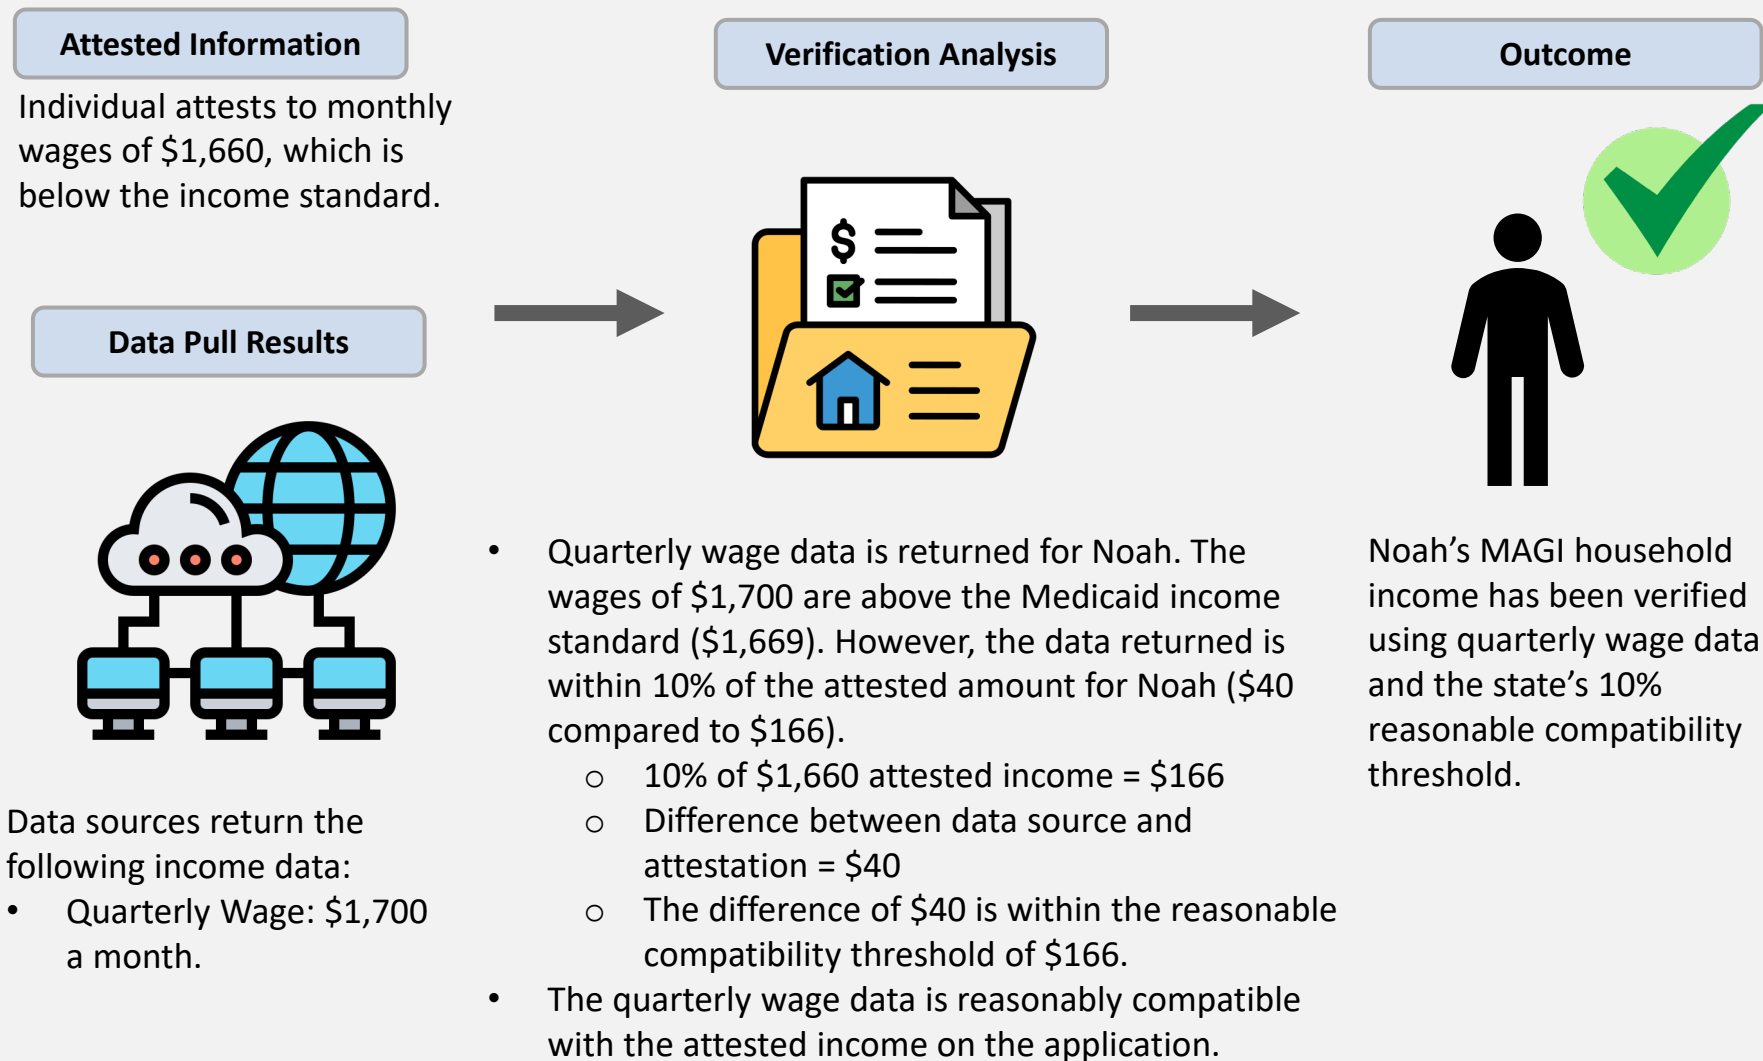 Attested Information
Individual attests to monthly
wages of $1,660, which is
below the income standard.
Data Pull Results
Data sources return the
following income data:
• Quarterly Wage: $1,700
a month.
Verification Analysis
$
• Quarterly wage data is returned for Noah. The
wages of $1,700 are above the Medicaid income
standard ($1,669). However, the data returned is
within 10% of the attested amount for Noah ($40
compared to $166).
o 10% of $1,660 attested income = $166
o Difference between data source and
attestation = $40
o The difference of $40 is within the reasonable
compatibility threshold of $166.
• The quarterly wage data is reasonably compatible
with the attested income on the application.
Outcome
Noah’s MAGI household
income has been verified
using quarterly wage data
and the state’s 10%
reasonable compatibility
threshold.